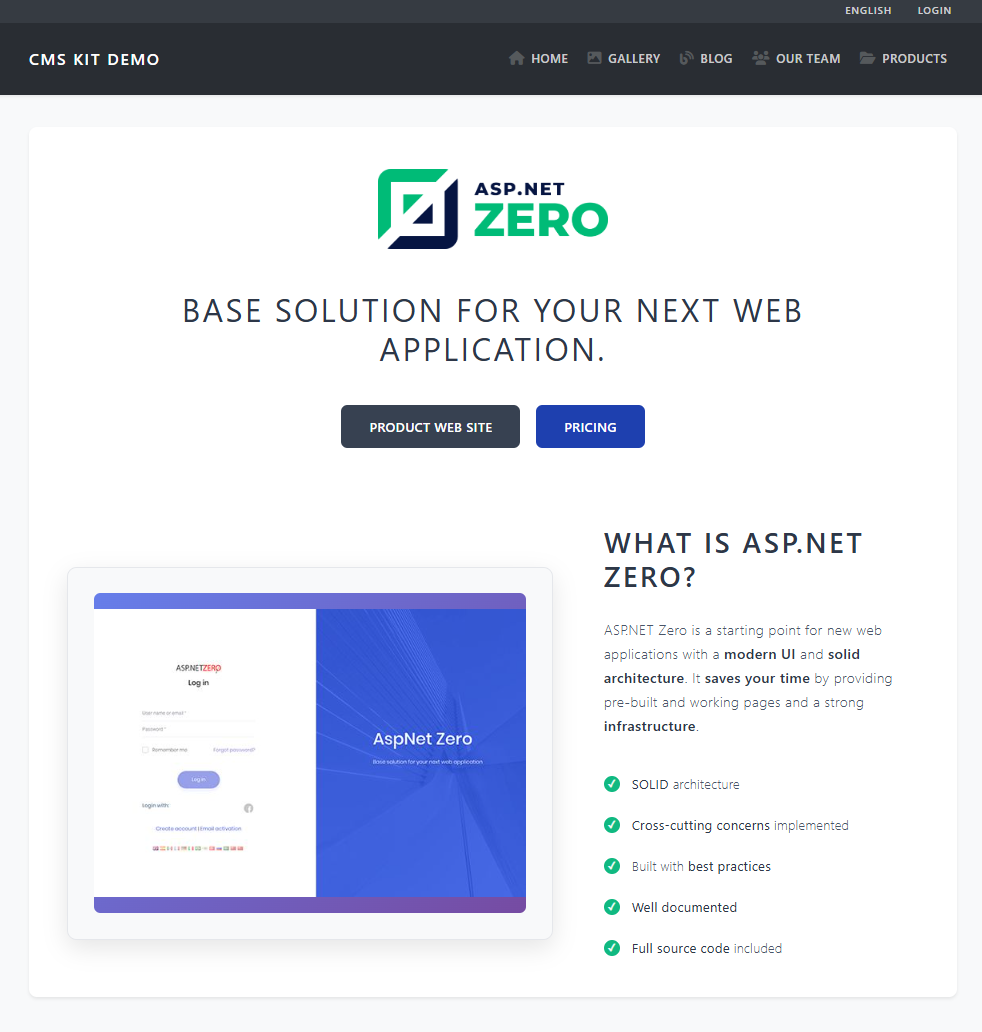 ENGLISH LOGIN
CMS KIT DEMO
HOME GALLERY BLOG OUR TEAM PRODUCTS
ASP.NET
ZERO
BASE SOLUTION FOR YOUR NEXT WEB
APPLICATION.
PRODUCT WEB SITE PRICING
ASP.NETZERO
Log in
User name or email *
Password *
Remember me Forgot password?
Log in
Login with:
Create account | Email activation
AspNet Zero
Base solution for your next web application
WHAT IS ASP.NET
ZERO?
ASP.NET Zero is a starting point for new web
applications with a modern UI and solid
architecture. It saves your time by providing
pre-built and working pages and a strong
infrastructure.
SOLID architecture
Cross-cutting concerns implemented
Built with best practices
Well documented
Full source code included